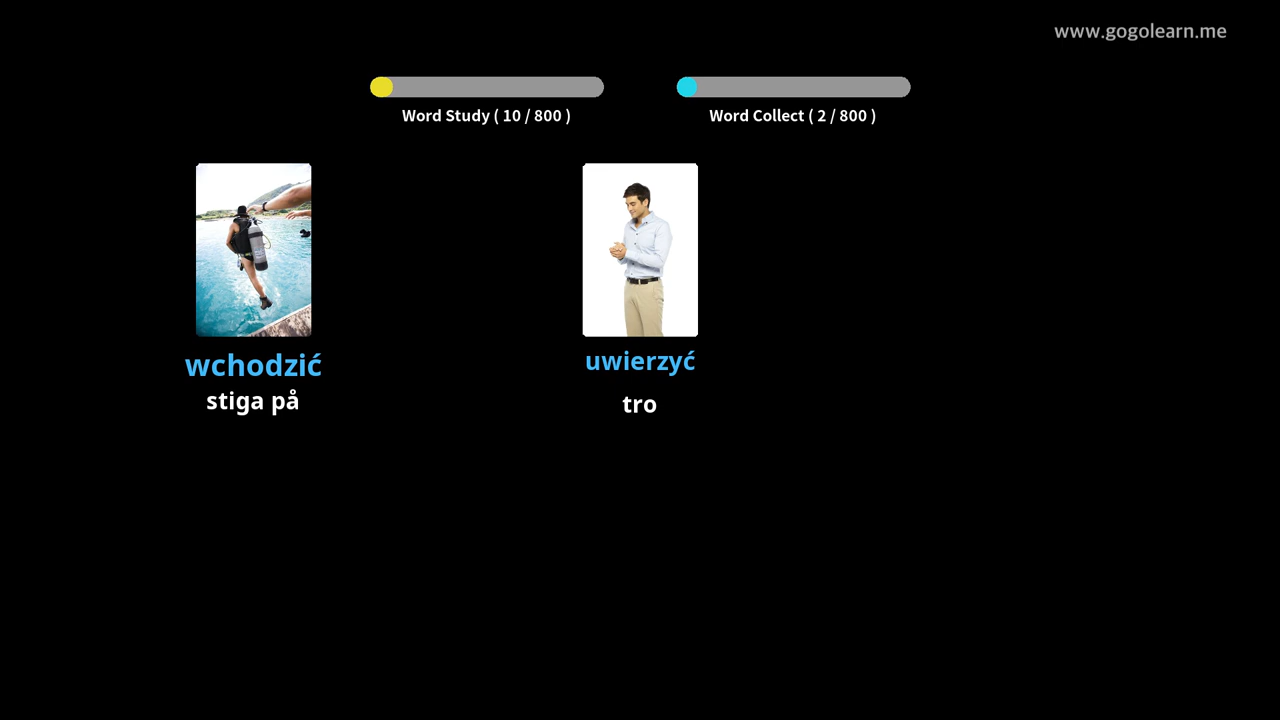 www.gogolearn.me
Word Study ( 10 / 800 )
Word Collect ( 2 / 800 )
wchodzić
stiga på
uwierzyć
tro